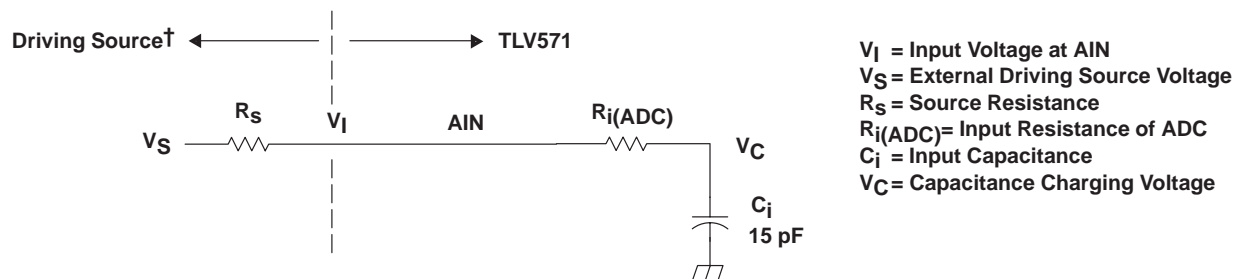 Driving Source†
TLV571
VI = Input Voltage at AIN
VS = External Driving Source Voltage
Rs = Source Resistance
Ri(ADC) = Input Resistance of ADC
Ci = Input Capacitance
VC = Capacitance Charging Voltage
VS
Rs
VI
AIN
Ri(ADC)
VC
Ci
15 pF